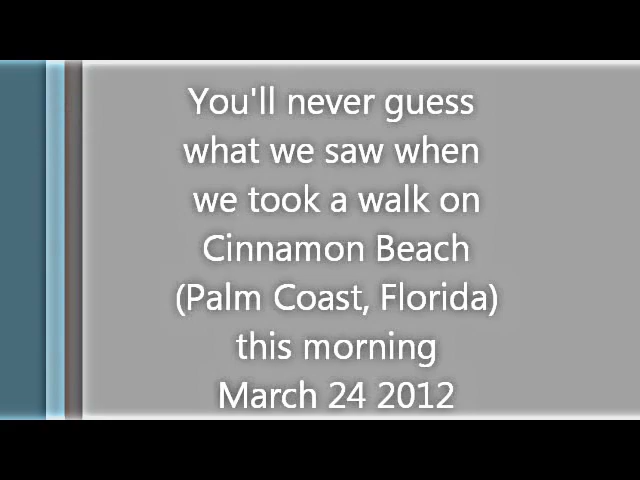 You'll never guess
what we saw when
we took a walk on
Cinnamon Beach
(Palm Coast, Florida)
this morning
March 24 2012